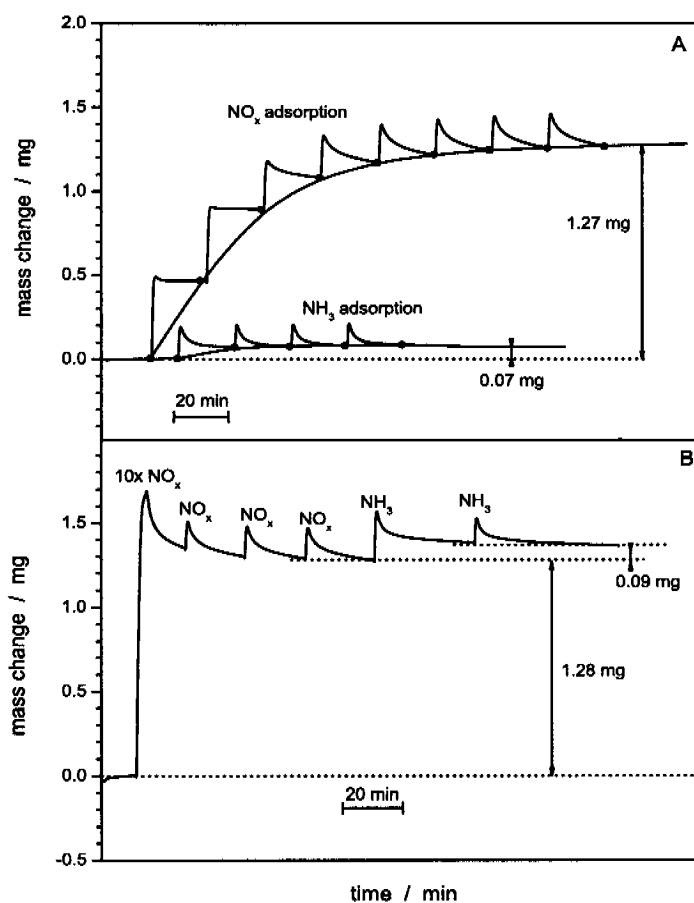 A
2.0
NOx adsorption
1.5
1.0
1.27 mg
0.5
NH3 adsorption
0.0
0.07 mg
20 min
mass change / mg
B
10x NOx
NOx
NOx
NOx
NH3
NH3
1.5
0.09 mg
1.0
1.28 mg
0.5
0.0
20 min
-0.5
mass change / mg
time / min